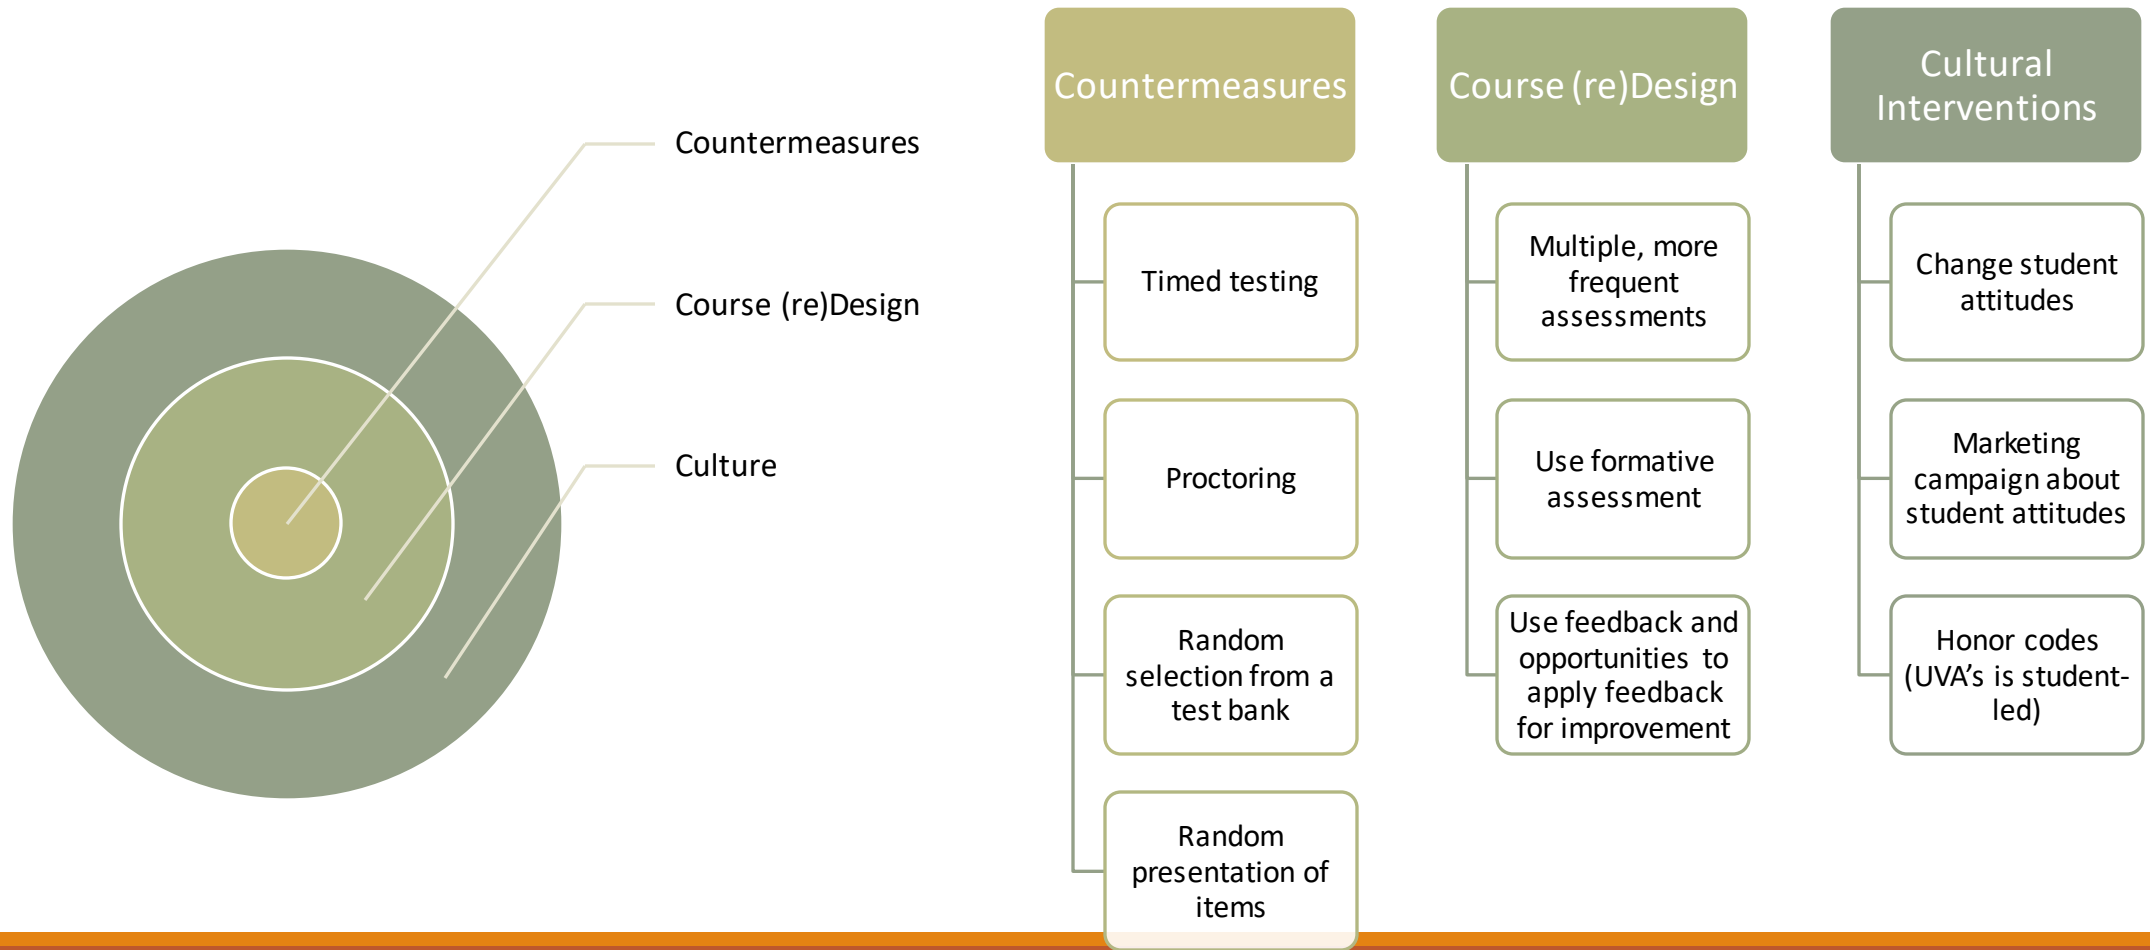 Countermeasures
Course (re)Design
Culture
Countermeasures
Timed testing
Proctoring
Random
selection from a
test bank
Random
presentation of
items
Course (re)Design
Multiple, more
frequent
assessments
Use formative
assessment
Use feedback and
opportunities to
apply feedback
for improvement
Cultural
Interventions
Change student
attitudes
Marketing
campaign about
student attitudes
Honor codes
(UVA’s is student-
led)